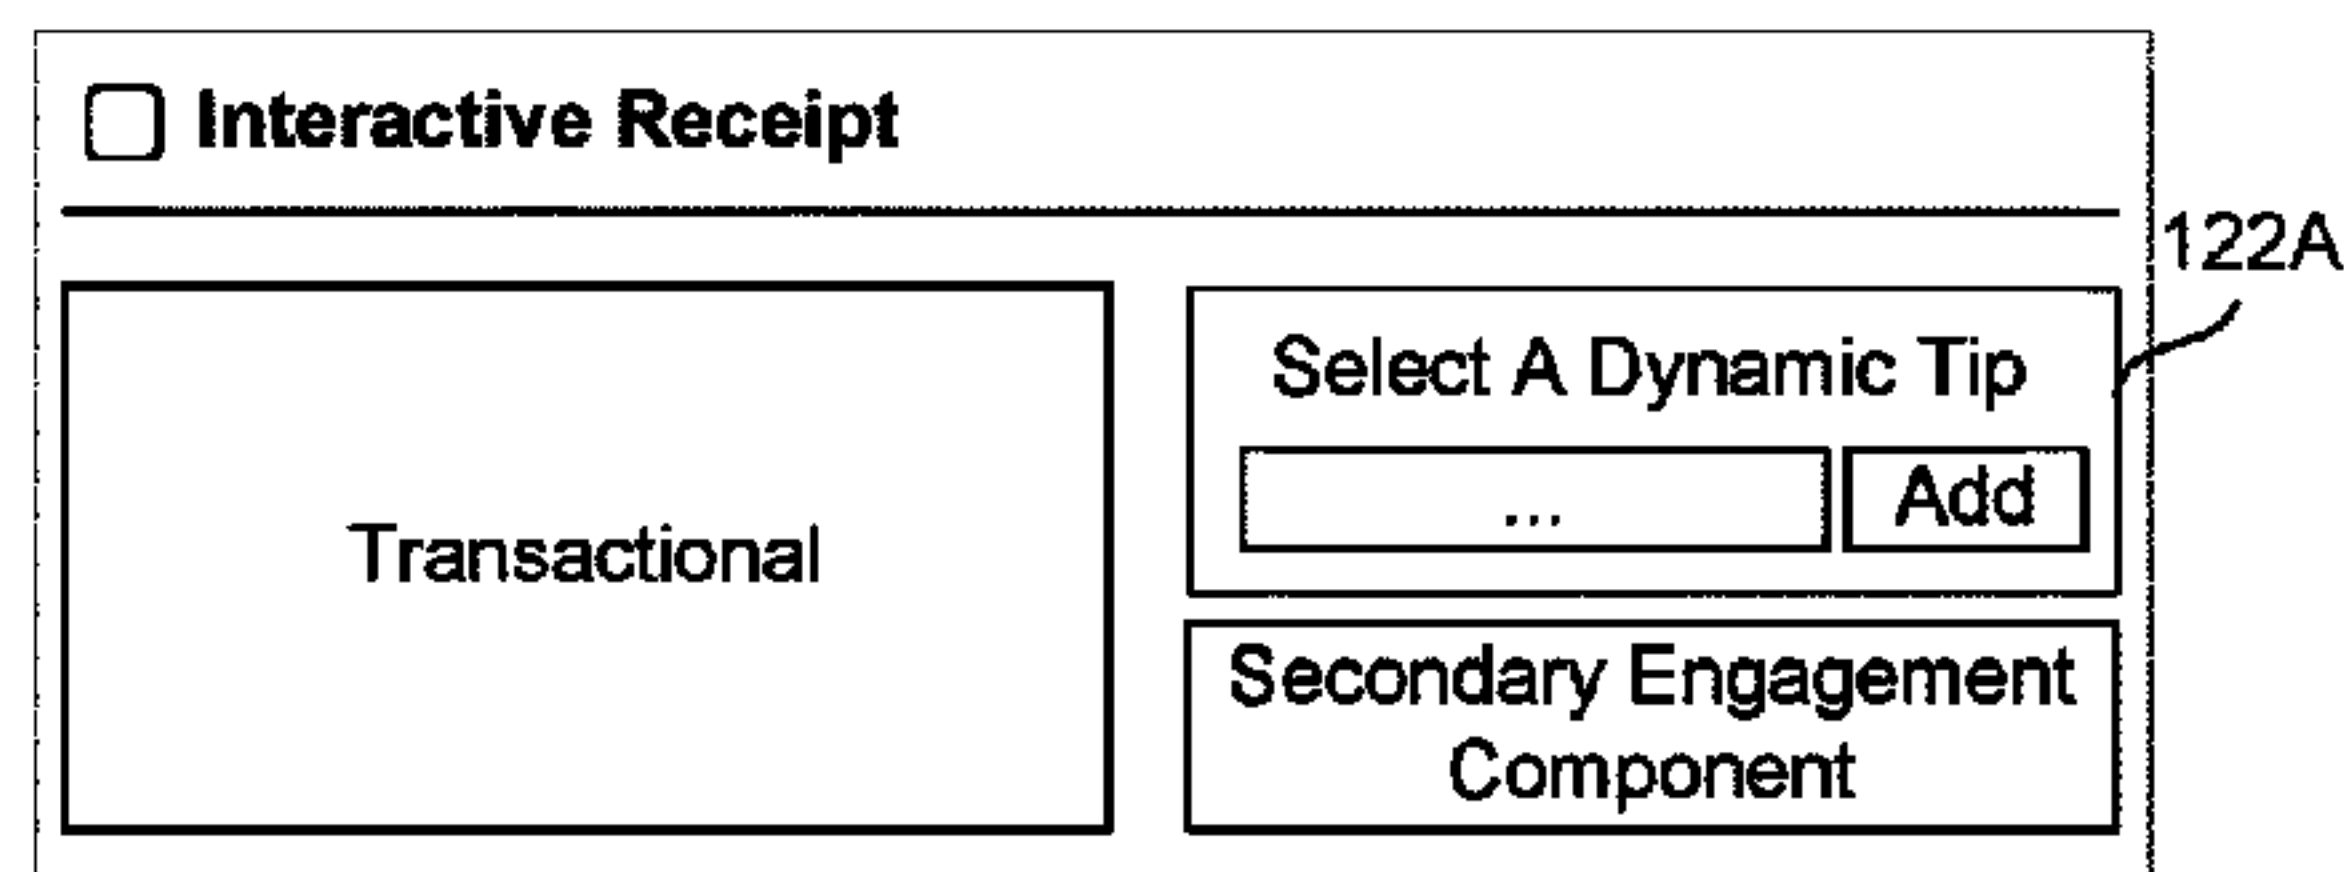 Interactive Receipt
122A
Select A Dynamic Tip
... Add
Transactional
Secondary Engagement
Component